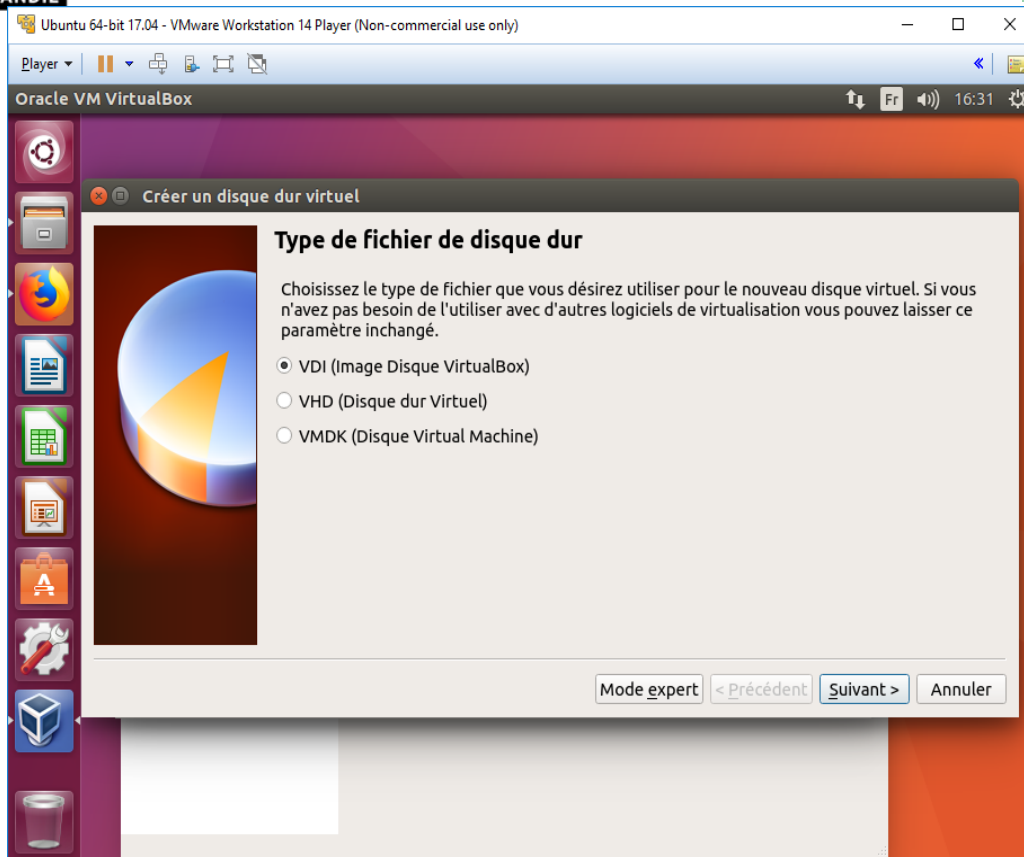 Ubuntu 64-bit 17.04 - VMware Workstation 14 Player (Non-commercial use only)
Player
Oracle VM VirtualBox
Fr
16:31
Créer un disque dur virtuel
Type de fichier de disque dur
Choisissez le type de fichier que vous désirez utiliser pour le nouveau disque virtuel. Si vous
n'avez pas besoin de l'utiliser avec d'autres logiciels de virtualisation vous pouvez laisser ce
paramètre inchangé.
VDI (Image Disque VirtualBox)
VHD (Disque dur Virtuel)
VMDK (Disque Virtual Machine)
Mode expert
< Précédent
Suivant >
Annuler